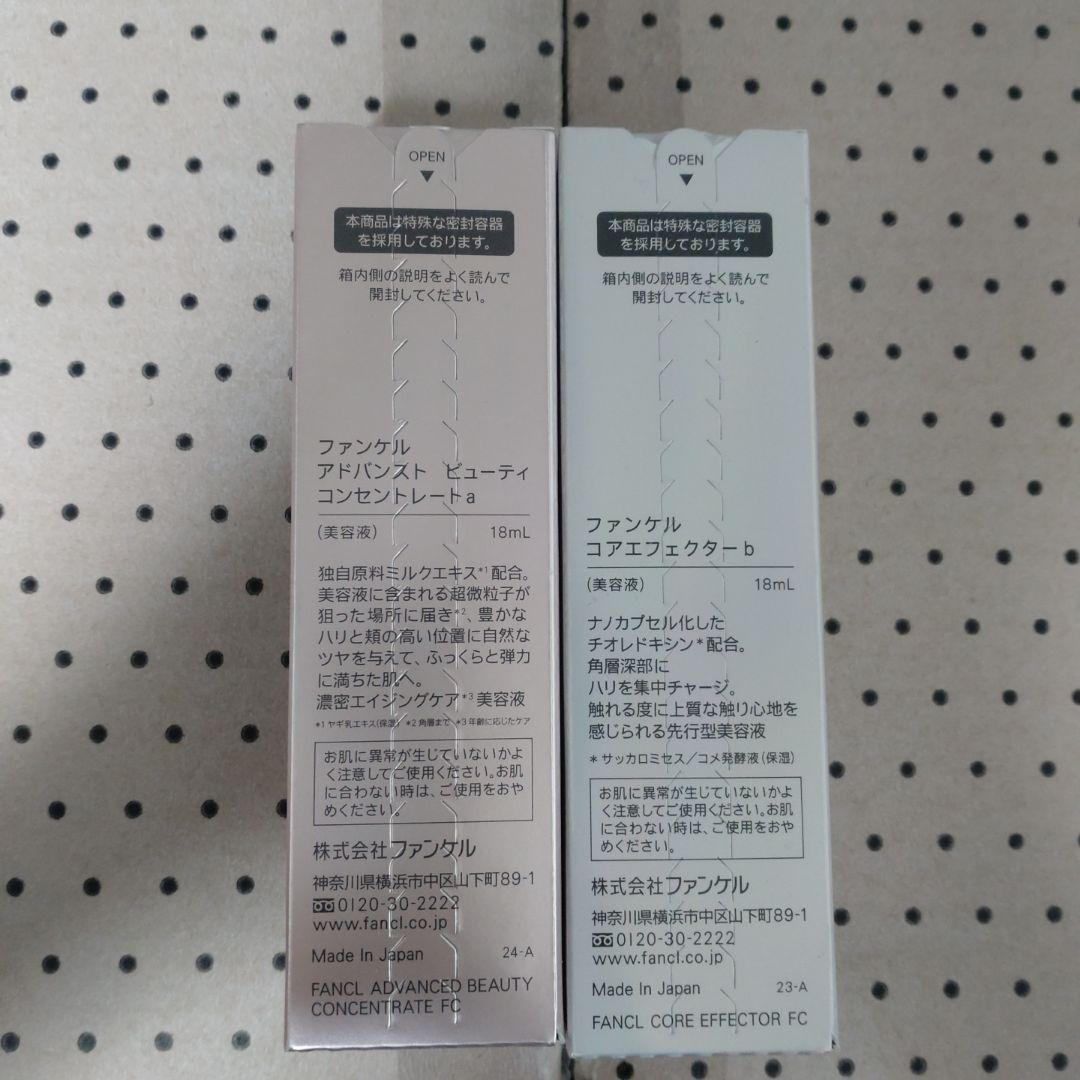 OPEN
本商品は特殊な密封容器
を採用しております。
箱内側の説明をよく読んで
開封してください。
ファンケル
アドバンスト ビューティ
コンセントレートa
(美容液) 18mL
独自原料ミルクエキス*1配合。
美容液に含まれる超微粒子が
狙った場所に届き*2、豊かな
ハリと頬の高い位置に自然な
ツヤを与えて、ふっくらと弾力
に満ちた肌へ。
濃密エイジングケア*3美容液
*1 ヤギ乳エキス(保湿) *2 角層まで *3 年齢に応じたケア
お肌に異常が生じていないかよ
く注意してご使用ください。お肌
に合わない時は、ご使用をおや
めください。
株式会社ファンケル
神奈川県横浜市中区山下町89-1
0120-30-2222
www.fancl.co.jp
Made In Japan 24-A
FANCL ADVANCED BEAUTY
CONCENTRATE FC
OPEN
本商品は特殊な密封容器
を採用しております。
箱内側の説明をよく読んで
開封してください。
ファンケル
コアエフェクターb
(美容液) 18mL
ナノカプセル化した
チオレドキシン*配合。
角層深部に
ハリを集中チャージ。
触れる度に上質な触り心地を
感じられる先行型美容液
*サッカロミセス/コメ発酵液(保湿)
お肌に異常が生じていないかよ
く注意してご使用ください。お肌
に合わない時は、ご使用をおや
めください。
株式会社ファンケル
神奈川県横浜市中区山下町89-1
0120-30-2222
www.fancl.co.jp
Made In Japan 23-A
FANCL CORE EFFECTOR FC